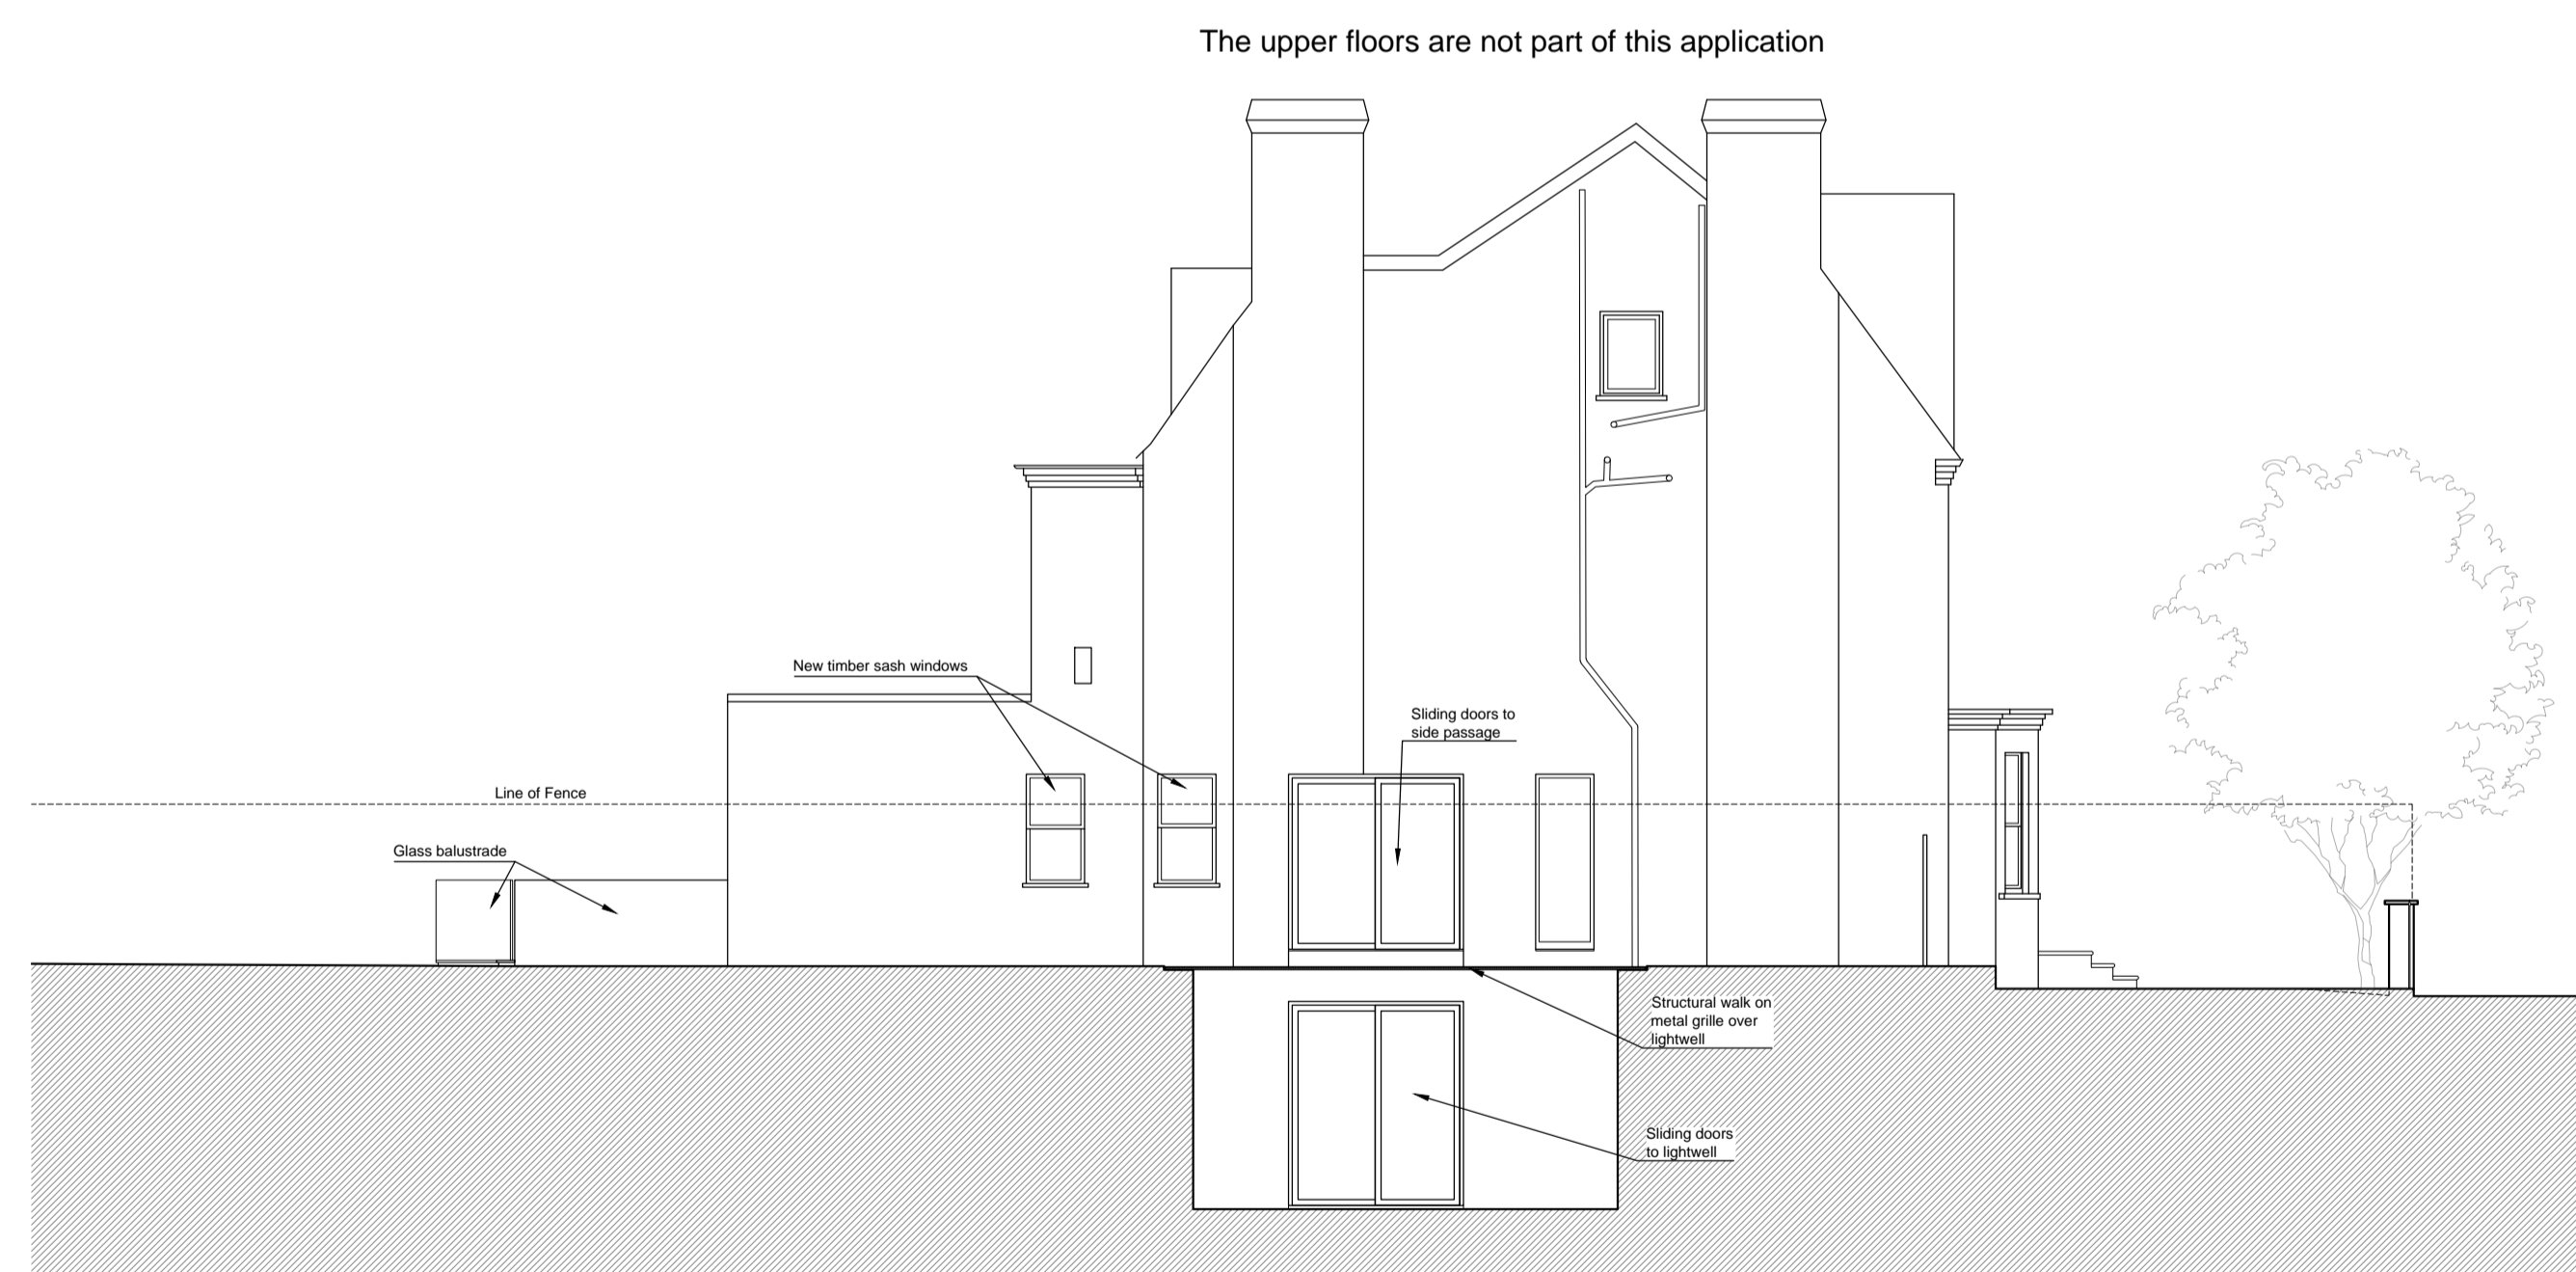 The upper floors are not part of this application
New timber sash windows
Sliding doors to
side passage
Line of Fence
Glass balustrade
Structural walk on
metal grille over
lightwell
Sliding doors
to lightwell